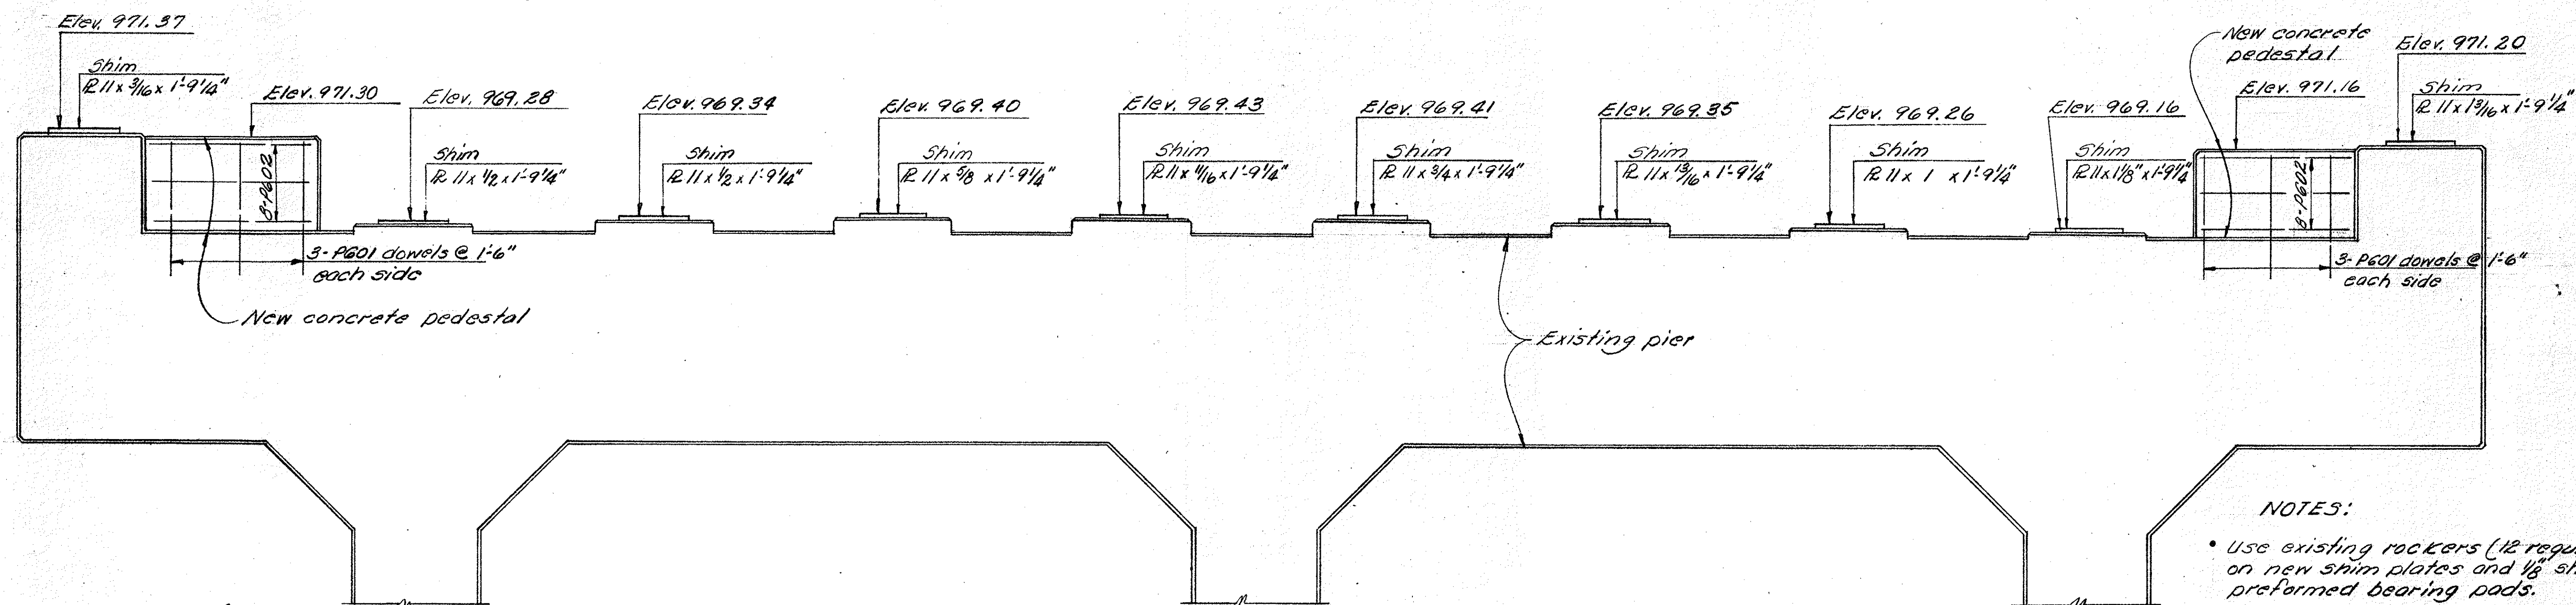 Elev. 971.37
Shim
PL 11 x 3/16 x 1'-9 1/4"
Elev. 971.30
8-P602
3-P601 dowels @ 1'-6"
each side
New concrete pedestal
Elev. 969.28
Shim
PL 11 x 1/2 x 1'-9 1/4"
Elev. 969.34
Shim
PL 11 x 1/2 x 1'-9 1/4"
Elev. 969.40
Shim
PL 11 x 5/8 x 1'-9 1/4"
Elev. 969.43
Shim
PL 11 x 11/16 x 1'-9 1/4"
Elev. 969.41
Shim
PL 11 x 3/4 x 1'-9 1/4"
Elev. 969.35
Shim
PL 11 x 13/16 x 1'-9 1/4"
Elev. 969.26
Shim
PL 11 x 1 x 1'-9 1/4"
Elev. 969.16
Shim
PL 11 x 1 1/8" x 1'-9 1/4"
New concrete
pedestal
Elev. 971.16
8-P602
3-P601 dowels @ 1'-6"
each side
Elev. 971.20
Shim
PL 11 x 1 3/16 x 1'-9 1/4"
Existing pier
NOTES:
• Use existing rockers (12
on new shim plates and 1/8"
preformed bearing pads.